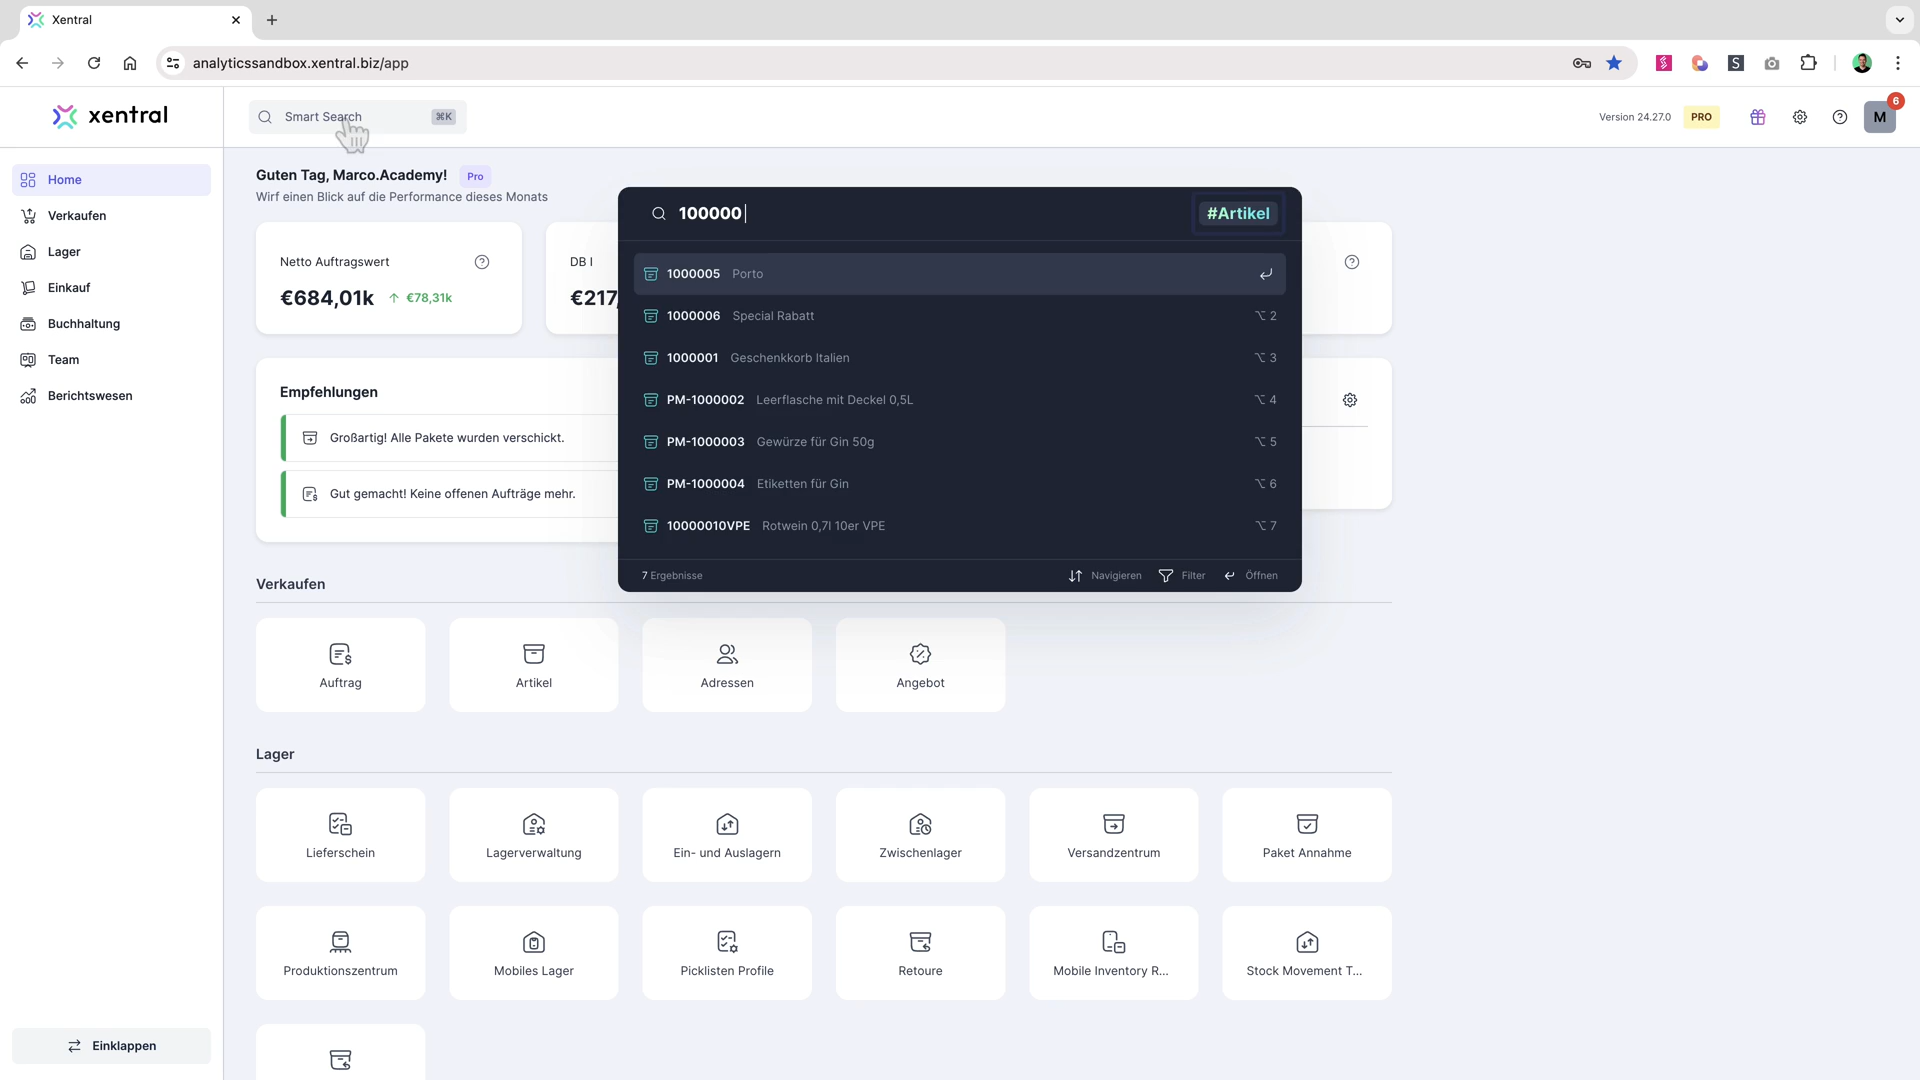 Xentral
analyticssandbox.xentral.biz/app
xentral
Smart Search ⌘K
Version 24.27.0 PRO M 6
Home
Verkaufen
Lager
Einkauf
Buchhaltung
Team
Berichtswesen
Einklappen
Guten Tag, Marco.Academy! Pro
Wirf einen Blick auf die Performance dieses Monats
Netto Auftragswert
€684,01k €78,31k
DB I
€217,
100000 #Artikel
1000005 Porto
1000006 Special Rabatt ⌥ 2
1000001 Geschenkkorb Italien ⌥ 3
PM-1000002 Leerflasche mit Deckel 0,5L ⌥ 4
PM-1000003 Gewürze für Gin 50g ⌥ 5
PM-1000004 Etiketten für Gin ⌥ 6
10000010VPE Rotwein 0,7l 10er VPE ⌥ 7
7 Ergebnisse Navigieren Filter Öffnen
Empfehlungen
Großartig! Alle Pakete wurden verschickt.
Gut gemacht! Keine offenen Aufträge mehr.
Verkaufen
Auftrag Artikel Adressen Angebot
Lager
Lieferschein Lagerverwaltung Ein- und Auslagern Zwischenlager Versandzentrum Paket Annahme
Produktionszentrum Mobiles Lager Picklisten Profile Retoure Mobile Inventory R... Stock Movement T...